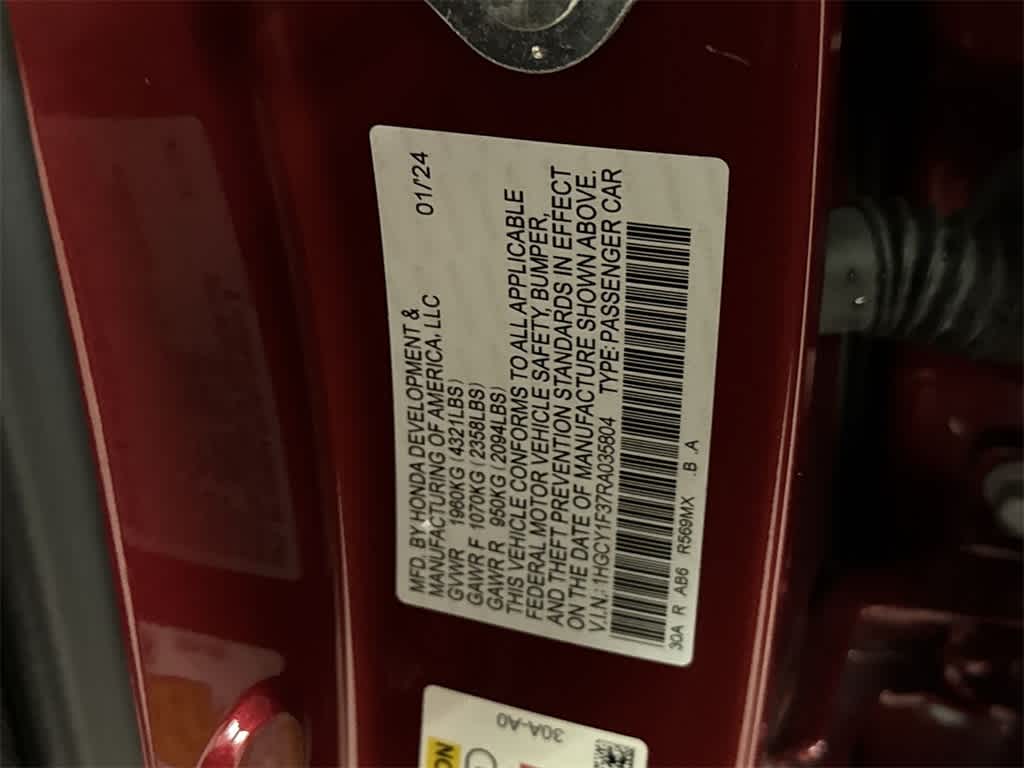 MFD. BY HONDA DEVELOPMENT &
MANUFACTURING OF AMERICA, LLC 01/'24
GVWR 1960KG (4321LBS)
GAWR F 1070KG (2358LBS)
GAWR R 950KG (2094LBS)
THIS VEHICLE CONFORMS TO ALL APPLICABLE
FEDERAL MOTOR VEHICLE SAFETY, BUMPER,
AND THEFT PREVENTION STANDARDS IN EFFECT
ON THE DATE OF MANUFACTURE SHOWN ABOVE.
V.I.N.: 1HGCY1F37RA035804 TYPE: PASSENGER CAR
30A R AB6 R569MX .B .A
30A-A0